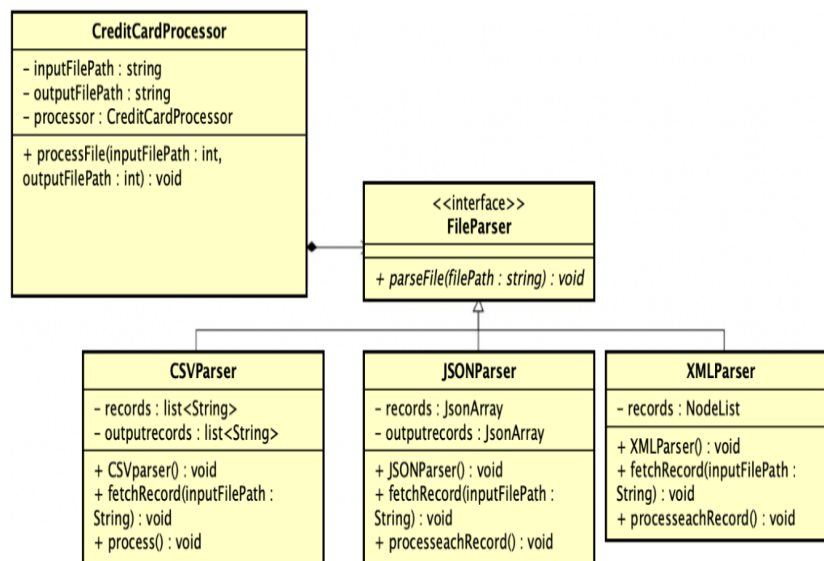 CreditCardProcessor
– inputFilePath : string
– outputFilePath : string
– processor : CreditCardProcessor
+ processFile(inputFilePath : int,
outputFilePath : int) : void
<<interface>>
FileParser
+ parseFile(filePath : string) : void
CSVParser
– records : list<String>
– outputrecords : list<String>
+ CSVparser() : void
+ fetchRecord(inputFilePath :
String) : void
+ process() : void
JSONParser
– records : JsonArray
– outputrecords : JsonArray
+ JSONParser() : void
+ fetchRecord(inputFilePath :
String) : void
+ processeachRecord() : void
XMLParser
– records : NodeList
+ XMLParser() : void
+ fetchRecord(inputFilePath :
String) : void
+ processeachRecord() : void